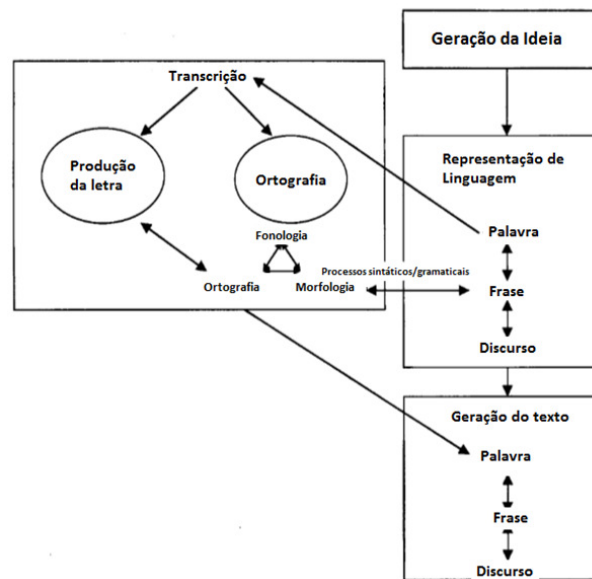 Geração da Ideia
Transcrição
Produção
da letra
Ortografia
Fonologia
Ortografia
Morfologia
Processos sintáticos/gramaticais
Representação de
Linguagem
Palavra
Frase
Discurso
Geração do texto
Palavra
Frase
Discurso